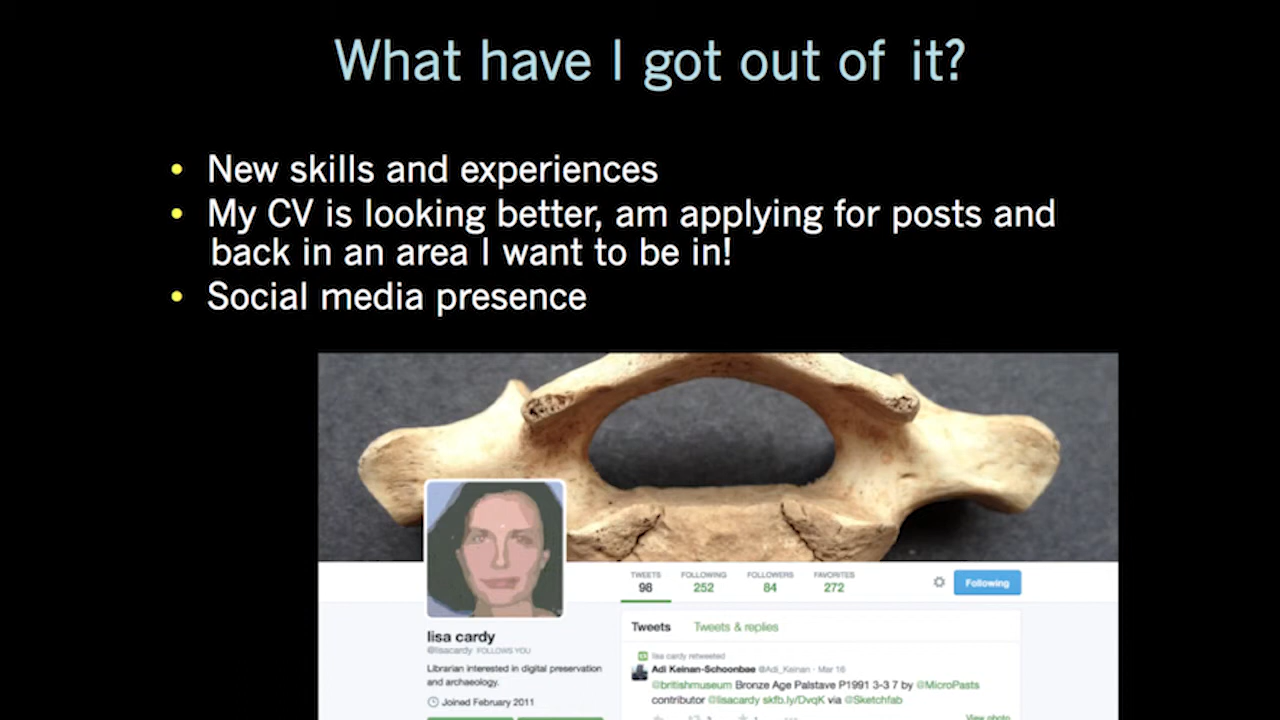 What have I got out of it?
• New skills and experiences
• My CV is looking better, am applying for posts and
back in an area I want to be in!
• Social media presence
TWEETS FOLLOWING FOLLOWERS FAVORITES
98 252 84 272
Following
lisa cardy
@lisacardy FOLLOWS YOU
Librarian interested in digital preservation
and archaeology.
Joined February 2011
Tweets Tweets & replies
lisa cardy retweeted
Adi Keinan-Schoonbae @Adi_Keinan · Mar 16
@britishmuseum Bronze Age Palstave P1991 3-3 7 by @MicroPasts
contributor @lisacardy skfb.ly/DvqK via @Sketchfab
View photo